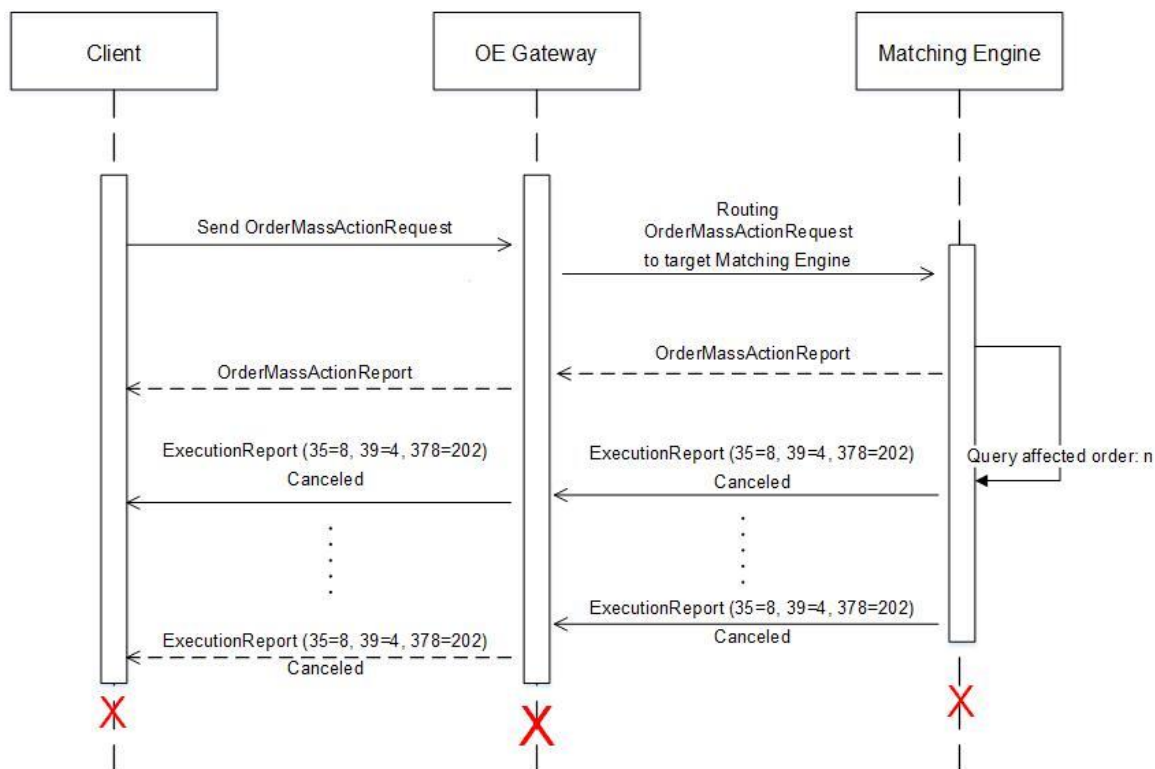 Client
OE Gateway
Matching Engine
Send OrderMassActionRequest
Routing
OrderMassActionRequest
to target Matching Engine
OrderMassActionReport
OrderMassActionReport
Query affected order: n
ExecutionReport (35=8, 39=4, 378=202)
Canceled
ExecutionReport (35=8, 39=4, 378=202)
Canceled
ExecutionReport (35=8, 39=4, 378=202)
Canceled
ExecutionReport (35=8, 39=4, 378=202)
Canceled